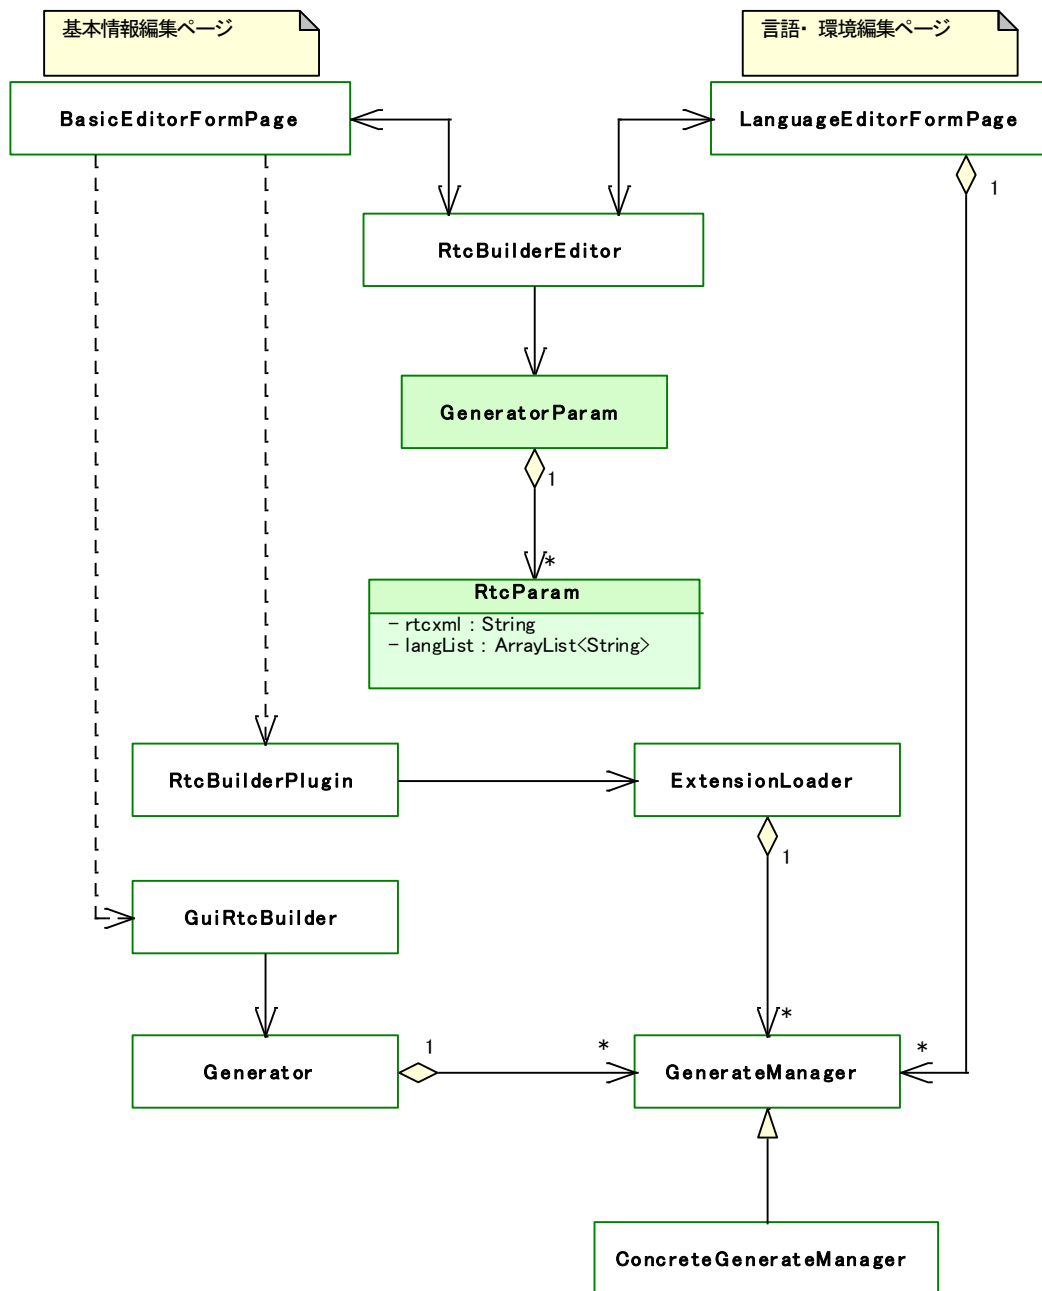 基本情報編集ページ
言語・ 環境編集ページ
BasicEditorFormPage
LanguageEditorFormPage
1
RtcBuilderEditor
GeneratorParam
1
*
RtcParam
- rtcxml : String
- langList : ArrayList<String>
RtcBuilderPlugin
ExtensionLoader
1
GuiRtcBuilder
*
1
*
*
Generator
GenerateManager
ConcreteGenerateManager